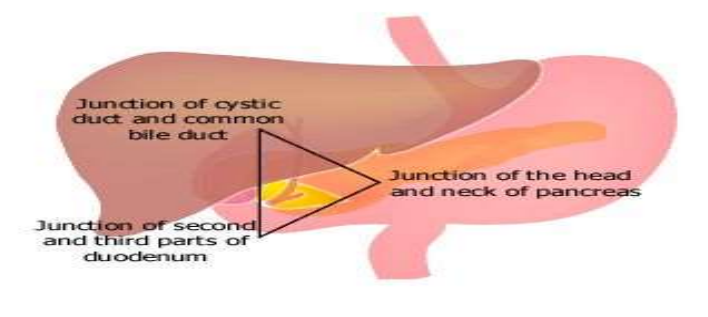 Junction of cystic
duct and common
bile duct
Junction of the head
and neck of pancreas
Junction of second
and third parts of
duodenum